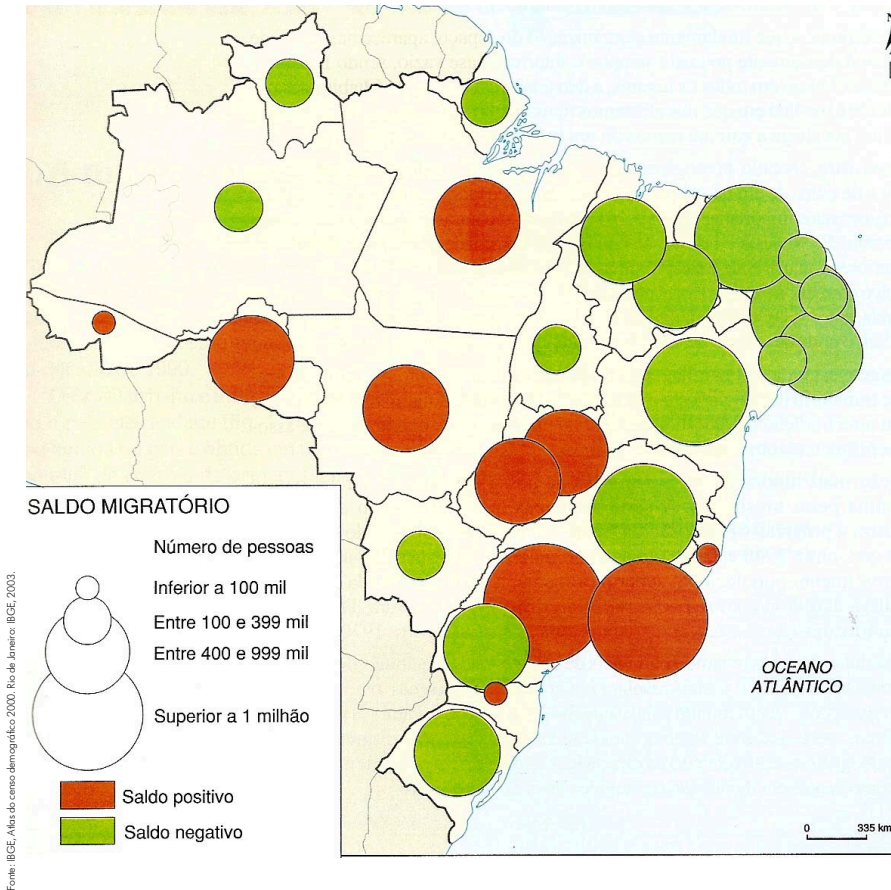 N
SALDO MIGRATÓRIO
Número de pessoas
Inferior a 100 mil
Entre 100 e 399 mil
Entre 400 e 999 mil
Superior a 1 milhão
Saldo positivo
Saldo negativo
OCEANO
ATLÂNTICO
0 335 km
Fonte: IBGE, Atlas do censo demográfico 2000. Rio de Janeiro: IBGE, 2003.